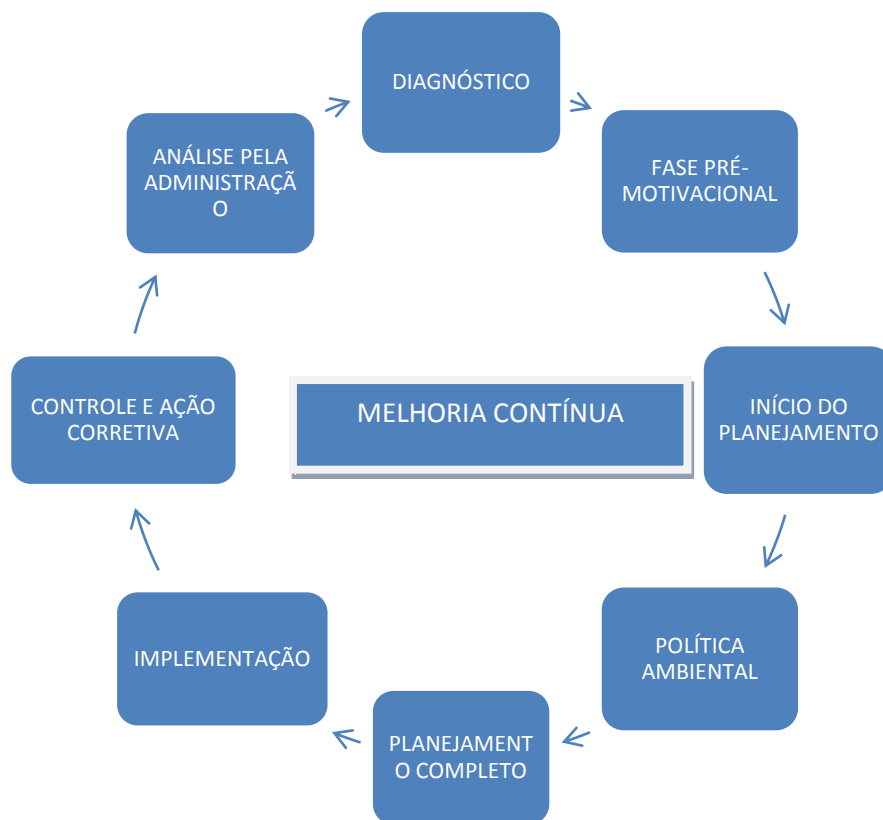 DIAGNÓSTICO
FASE PRÉ-
MOTIVACIONAL
INÍCIO DO
PLANEJAMENTO
POLÍTICA
AMBIENTAL
PLANEJAMENT
O COMPLETO
IMPLEMENTAÇÃO
CONTROLE E AÇÃO
CORRETIVA
ANÁLISE PELA
ADMINISTRAÇÃ
O
MELHORIA CONTÍNUA